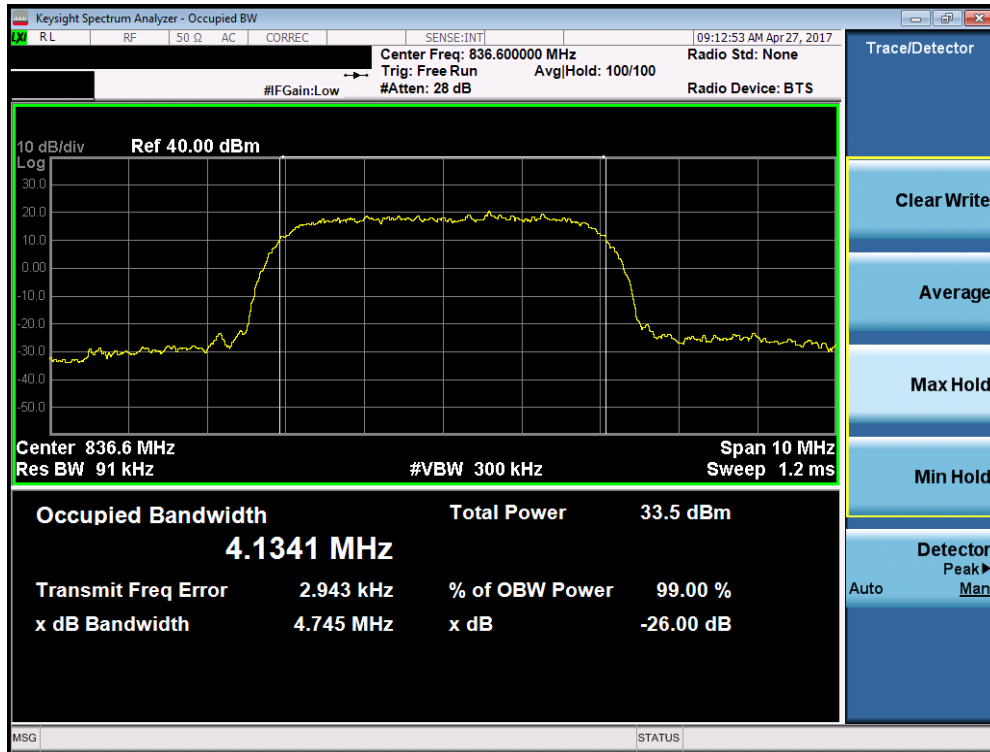 Keysight Spectrum Analyzer - Occupied BW
LXI RL RF 50 Ω AC CORREC SENSE:INT 09:12:53 AM Apr 27, 2017
Center Freq: 836.600000 MHz Radio Std: None
Trig: Free Run Avg|Hold: 100/100
#IFGain:Low #Atten: 28 dB Radio Device: BTS
10 dB/div Ref 40.00 dBm
Log
30.0
20.0
10.0
0.00
-10.0
-20.0
-30.0
-40.0
-50.0
Center 836.6 MHz Span 10 MHz
Res BW 91 kHz #VBW 300 kHz Sweep 1.2 ms
Occupied Bandwidth Total Power 33.5 dBm
4.1341 MHz
Transmit Freq Error 2.943 kHz % of OBW Power 99.00 %
x dB Bandwidth 4.745 MHz x dB -26.00 dB
MSG STATUS
Trace/Detector
Clear Write
Average
Max Hold
Min Hold
Detector
Peak▶
Auto Man